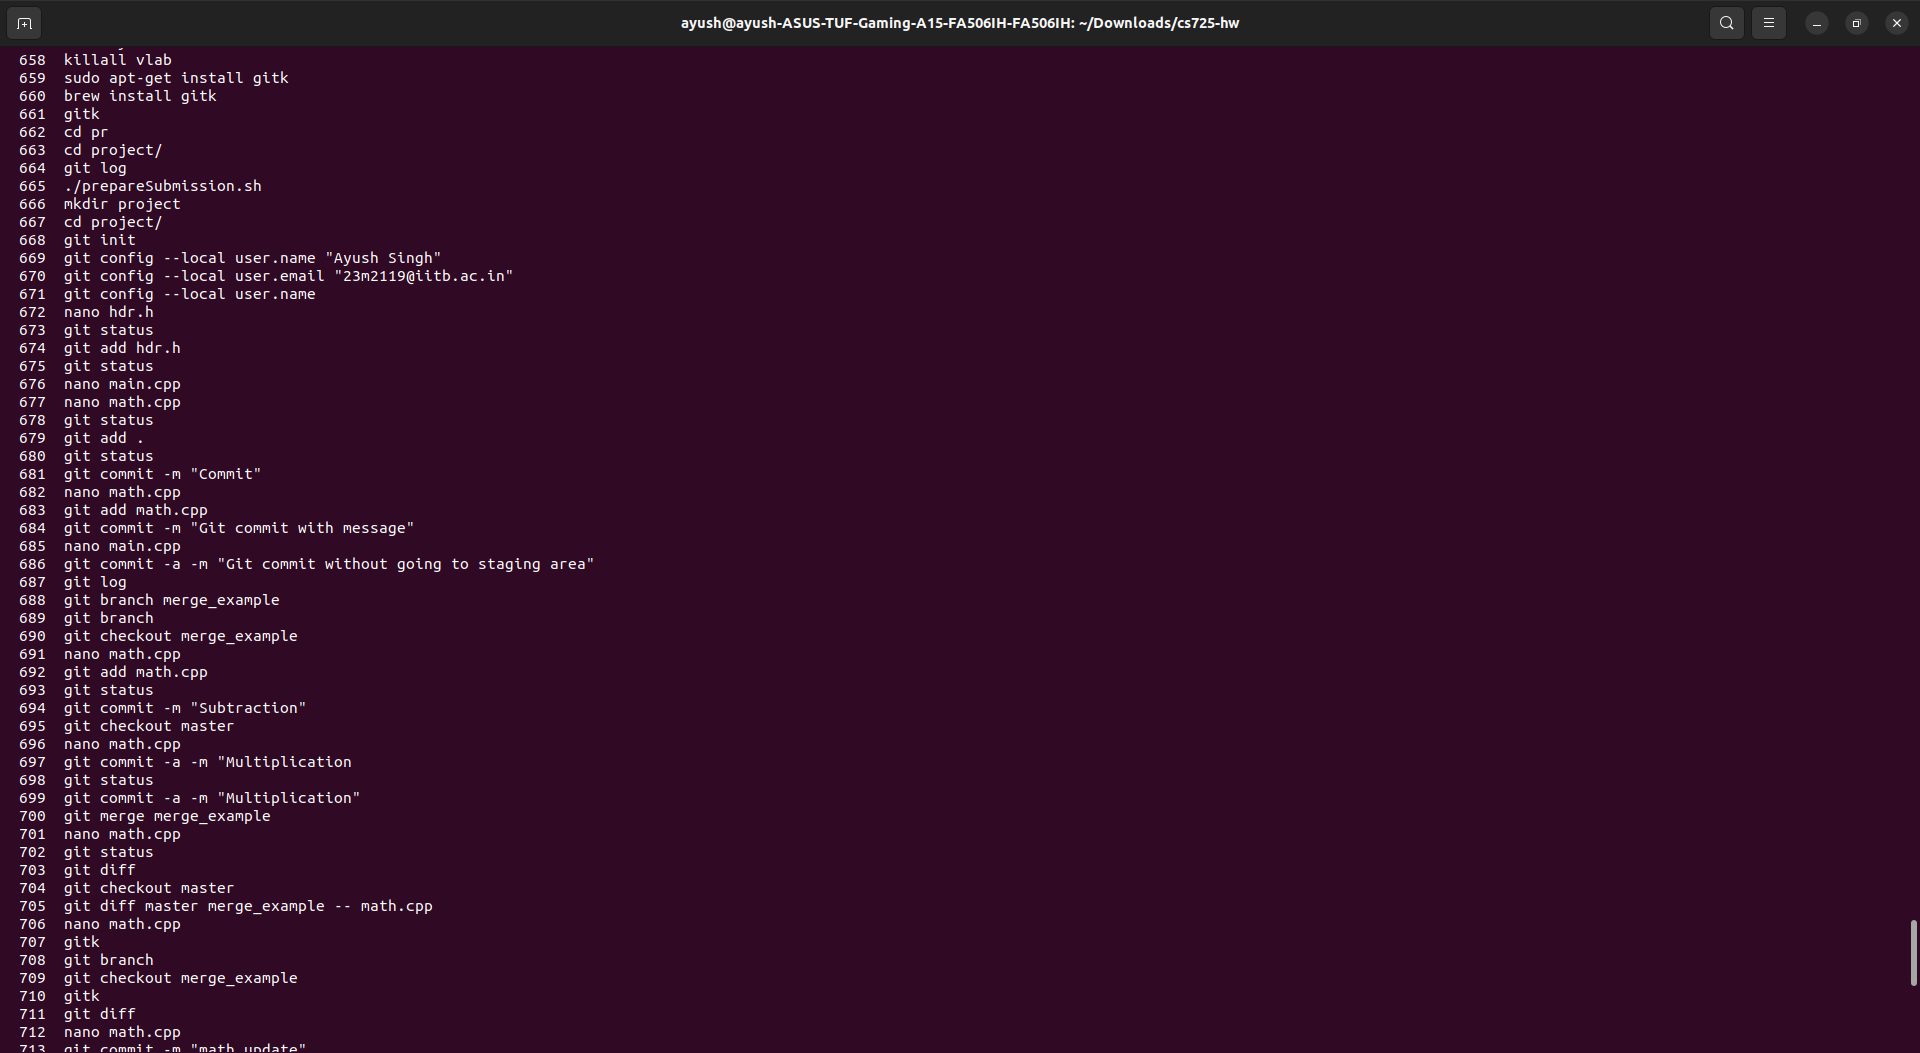 ayush@ayush-ASUS-TUF-Gaming-A15-FA506IH-FA506IH: ~/Downloads/cs725-hw
658 killall vlab
659 sudo apt-get install gitk
660 brew install gitk
661 gitk
662 cd pr
663 cd project/
664 git log
665 ./prepareSubmission.sh
666 mkdir project
667 cd project/
668 git init
669 git config --local user.name "Ayush Singh"
670 git config --local user.email "23m2119@iitb.ac.in"
671 git config --local user.name
672 nano hdr.h
673 git status
674 git add hdr.h
675 git status
676 nano main.cpp
677 nano math.cpp
678 git status
679 git add .
680 git status
681 git commit -m "Commit"
682 nano math.cpp
683 git add math.cpp
684 git commit -m "Git commit with message"
685 nano main.cpp
686 git commit -a -m "Git commit without going to staging area"
687 git log
688 git branch merge_example
689 git branch
690 git checkout merge_example
691 nano math.cpp
692 git add math.cpp
693 git status
694 git commit -m "Subtraction"
695 git checkout master
696 nano math.cpp
697 git commit -a -m "Multiplication
698 git status
699 git commit -a -m "Multiplication"
700 git merge merge_example
701 nano math.cpp
702 git status
703 git diff
704 git checkout master
705 git diff master merge_example -- math.cpp
706 nano math.cpp
707 gitk
708 git branch
709 git checkout merge_example
710 gitk
711 git diff
712 nano math.cpp
713 git commit -m "math update"